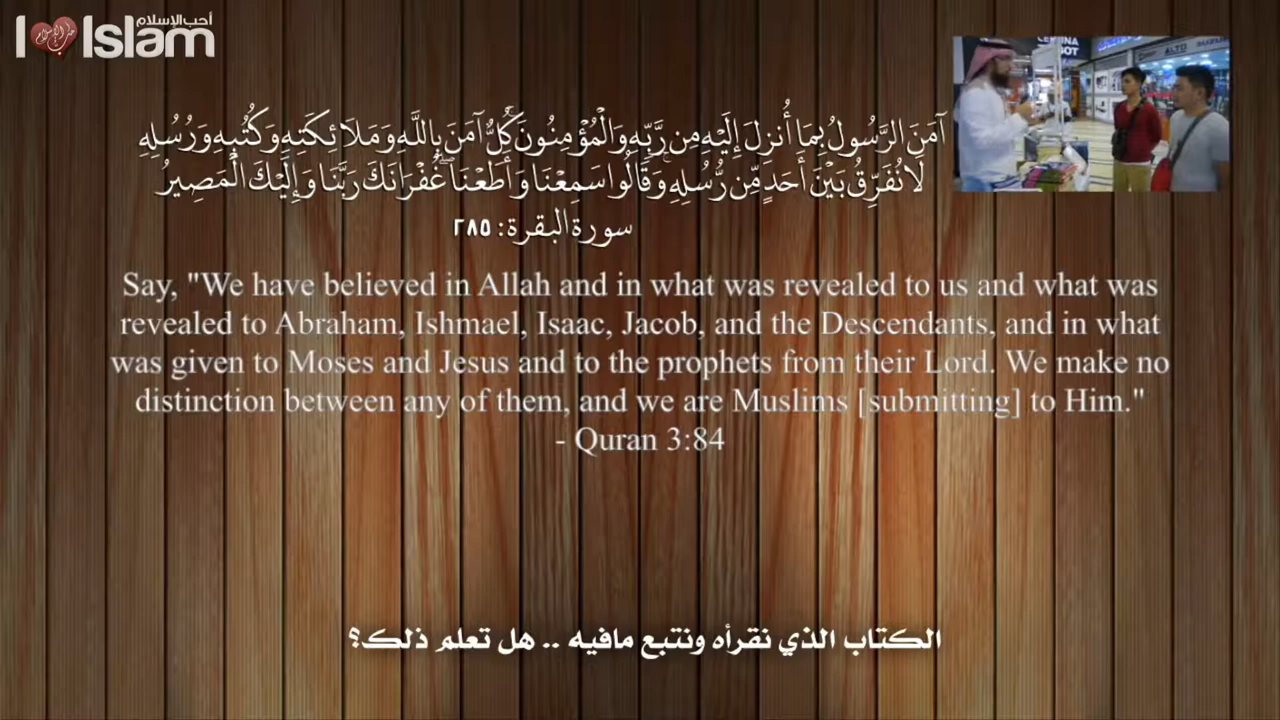 أحب الإسلام
I Islam
آمَنَ الرَّسُولُ بِمَا أُنزِلَ إِلَيْهِ مِن رَّبِّهِ وَالْمُؤْمِنُونَ كُلٌّ آمَنَ بِاللَّهِ وَمَلَائِكَتِهِ وَكُتُبِهِ وَرُسُلِهِ
لَا نُفَرِّقُ بَيْنَ أَحَدٍ مِّن رُّسُلِهِ وَقَالُوا سَمِعْنَا وَأَطَعْنَا غُفْرَانَكَ رَبَّنَا وَإِلَيْكَ الْمَصِيرُ
سورة البقرة: ٢٨٥
Say, "We have believed in Allah and in what was revealed to us and what was
revealed to Abraham, Ishmael, Isaac, Jacob, and the Descendants, and in what
was given to Moses and Jesus and to the prophets from their Lord. We make no
distinction between any of them, and we are Muslims [submitting] to Him."
- Quran 3:84
الكتاب الذي نقرأه ونتبع مافيه .. هل تعلم ذلك؟
ALTO